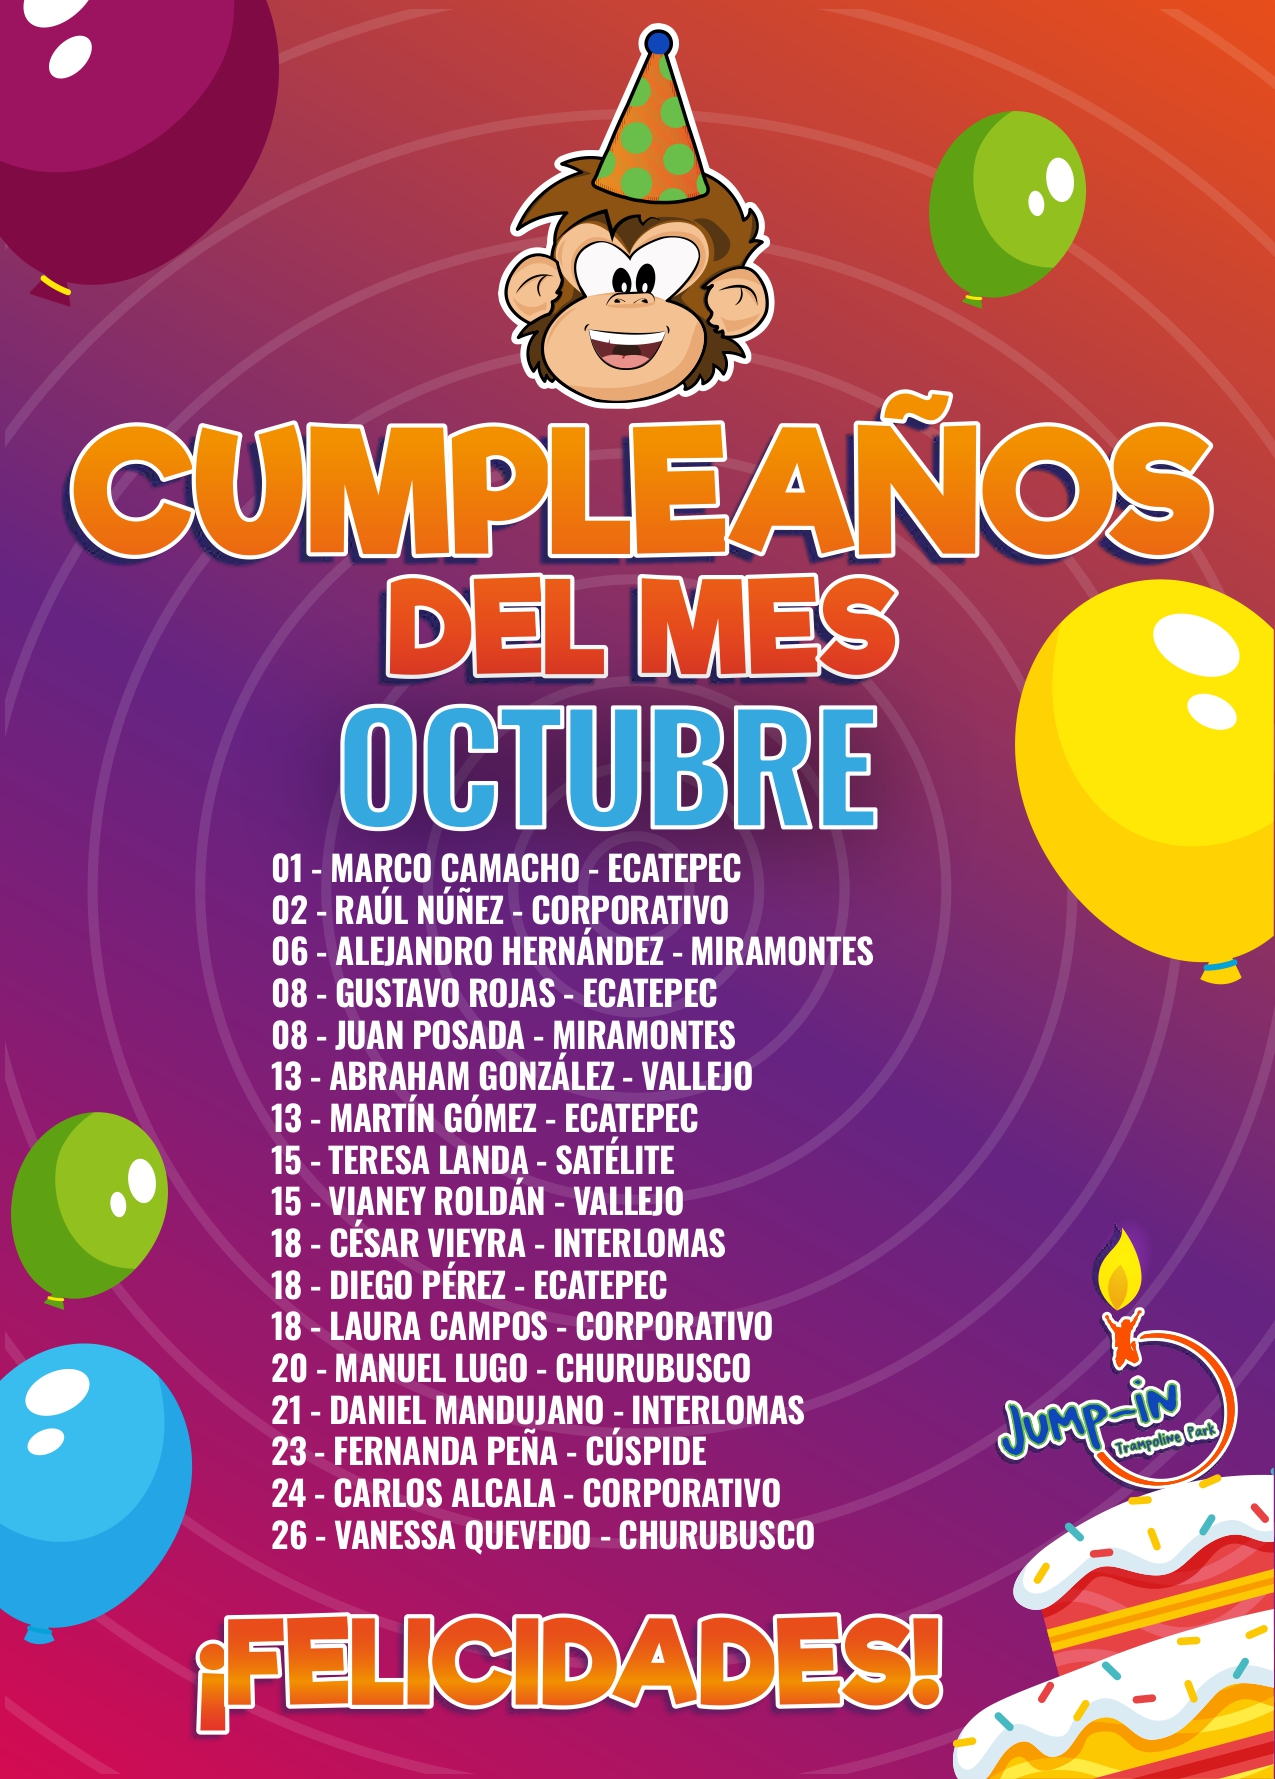 CUMPLEAÑOS
DEL MES
OCTUBRE
01 - MARCO CAMACHO - ECATEPEC
02 - RAÚL NÚÑEZ - CORPORATIVO
06 - ALEJANDRO HERNÁNDEZ - MIRAMONTES
08 - GUSTAVO ROJAS - ECATEPEC
08 - JUAN POSADA - MIRAMONTES
13 - ABRAHAM GONZÁLEZ - VALLEJO
13 - MARTÍN GÓMEZ - ECATEPEC
15 - TERESA LANDA - SATÉLITE
15 - VIANEY ROLDÁN - VALLEJO
18 - CÉSAR VIEYRA - INTERLOMAS
18 - DIEGO PÉREZ - ECATEPEC
18 - LAURA CAMPOS - CORPORATIVO
20 - MANUEL LUGO - CHURUBUSCO
21 - DANIEL MANDUJANO - INTERLOMAS
23 - FERNANDA PEÑA - CÚSPIDE
24 - CARLOS ALCALA - CORPORATIVO
26 - VANESSA QUEVEDO - CHURUBUSCO
JUMP-iN
Trampoline Park
¡FELICIDADES!